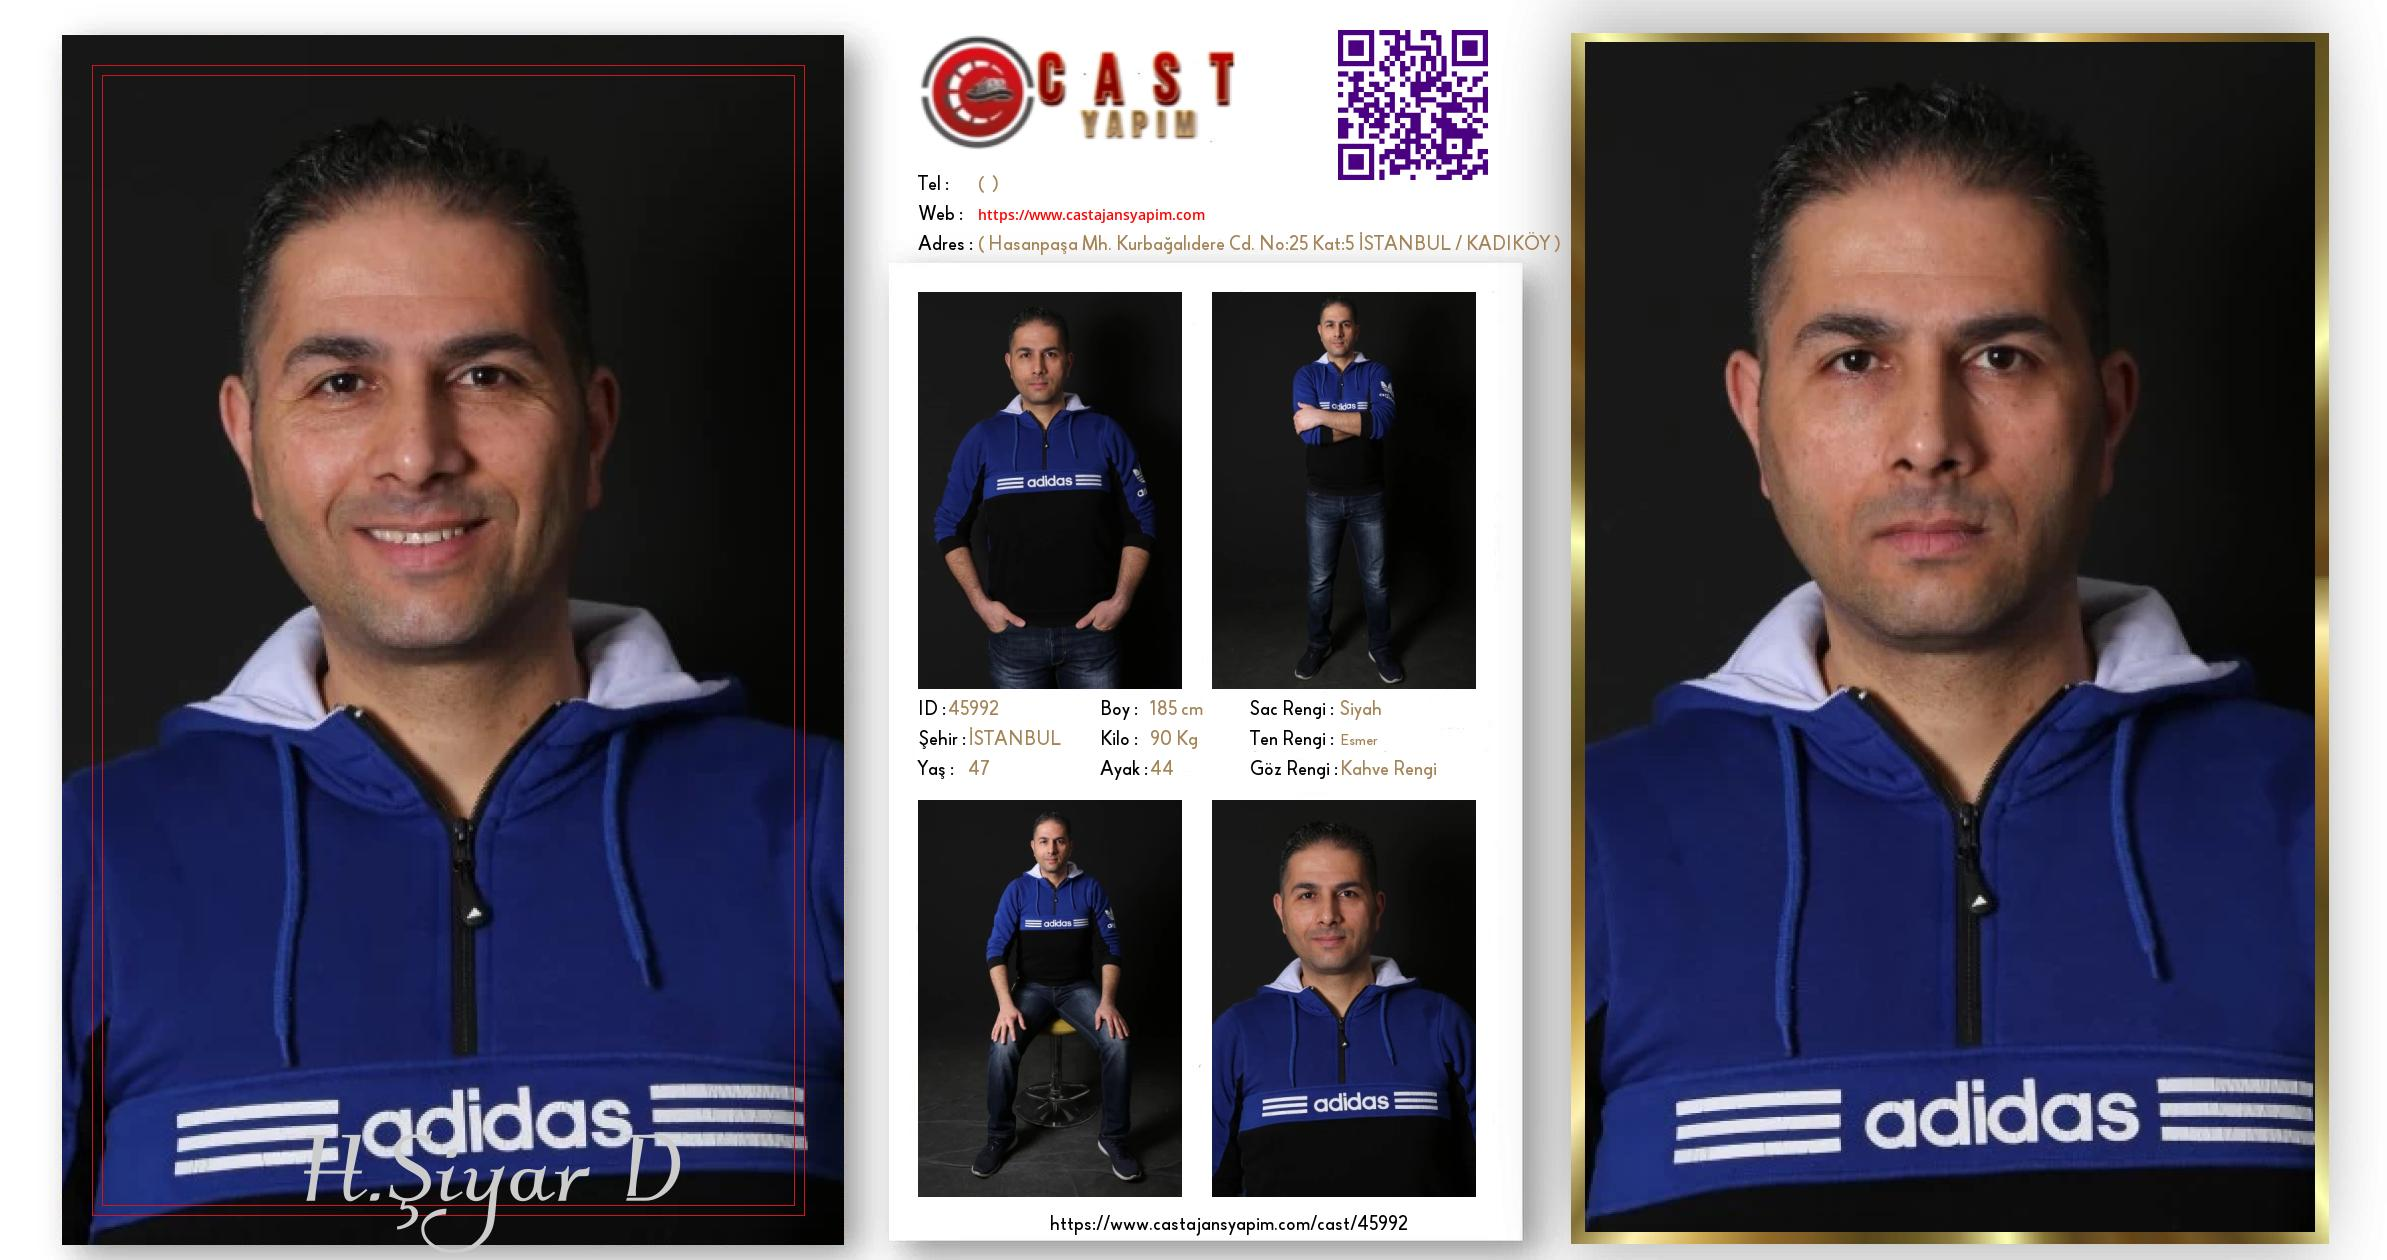 adidas
H.Şiyar D
CAST
YAPIM
Tel : ( )
Web : https://www.castajansyapim.com
Adres : ( Hasanpaşa Mh. Kurbağalıdere Cd. No:25 Kat:5 İSTANBUL / KADIKÖY )
adidas
adidas
ID : 45992 Boy : 185 cm Sac Rengi : Siyah
Şehir : İSTANBUL Kilo : 90 Kg Ten Rengi : Esmer
Yaş : 47 Ayak : 44 Göz Rengi : Kahve Rengi
adidas
adidas
https://www.castajansyapim.com/cast/45992
adidas